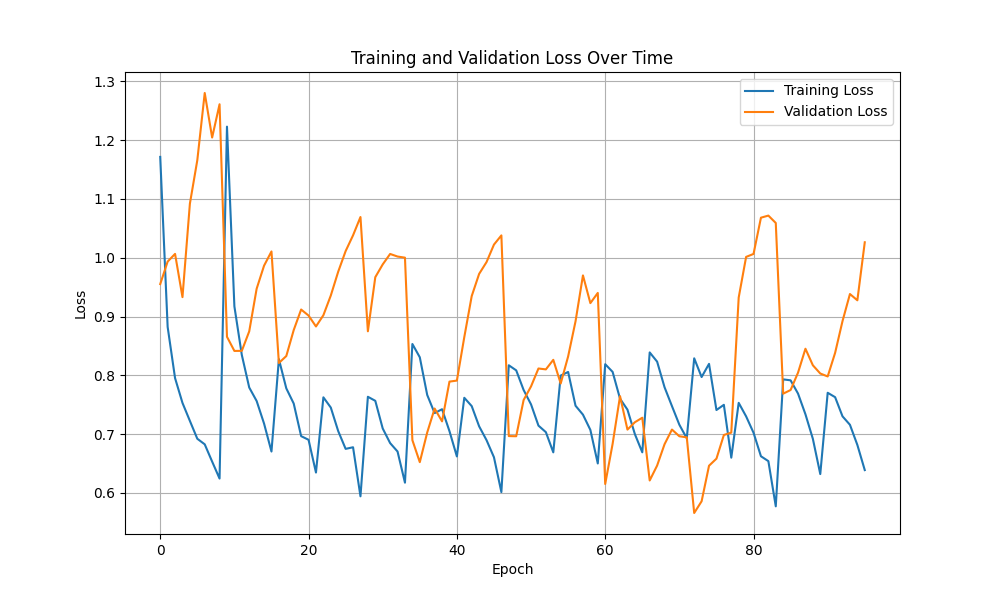 Training and Validation Loss Over Time
Training Loss
Validation Loss
1.3
1.2
1.1
1.0
0.9
0.8
0.7
0.6
Loss
0
20
40
60
80
Epoch